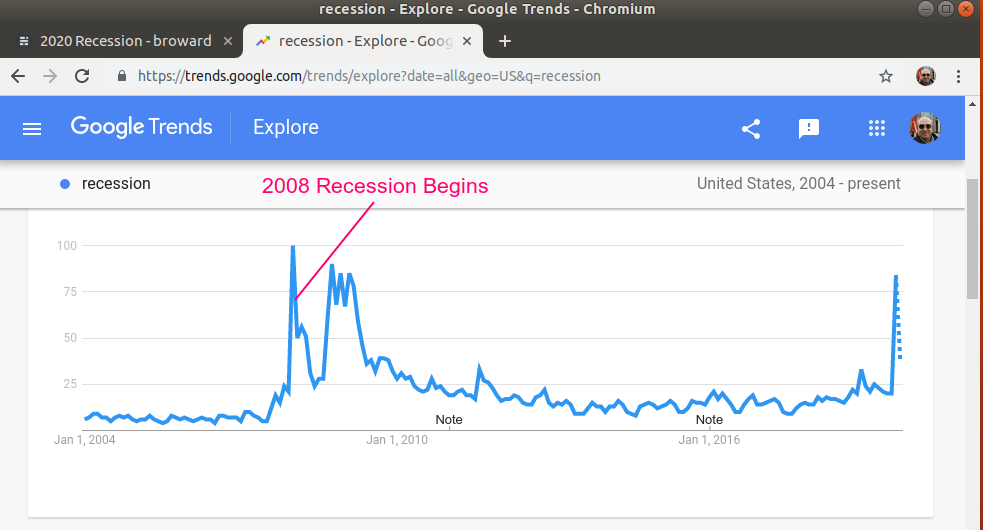 recession - Explore - Google Trends - Chromium
2020 Recession - broward
recession - Explore - Goog
https://trends.google.com/trends/explore?date=all&geo=US&q=recession
Google Trends
Explore
recession
2008 Recession Begins
United States, 2004 - present
100
75
50
25
Note
Note
Jan 1, 2004
Jan 1, 2010
Jan 1, 2016